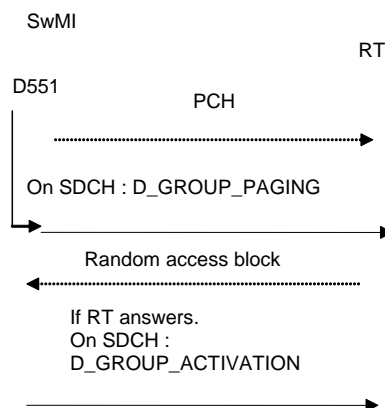 SwMI
RT
D551
PCH
On SDCH : D_GROUP_PAGING
Random access block
If RT answers.
On SDCH :
D_GROUP_ACTIVATION